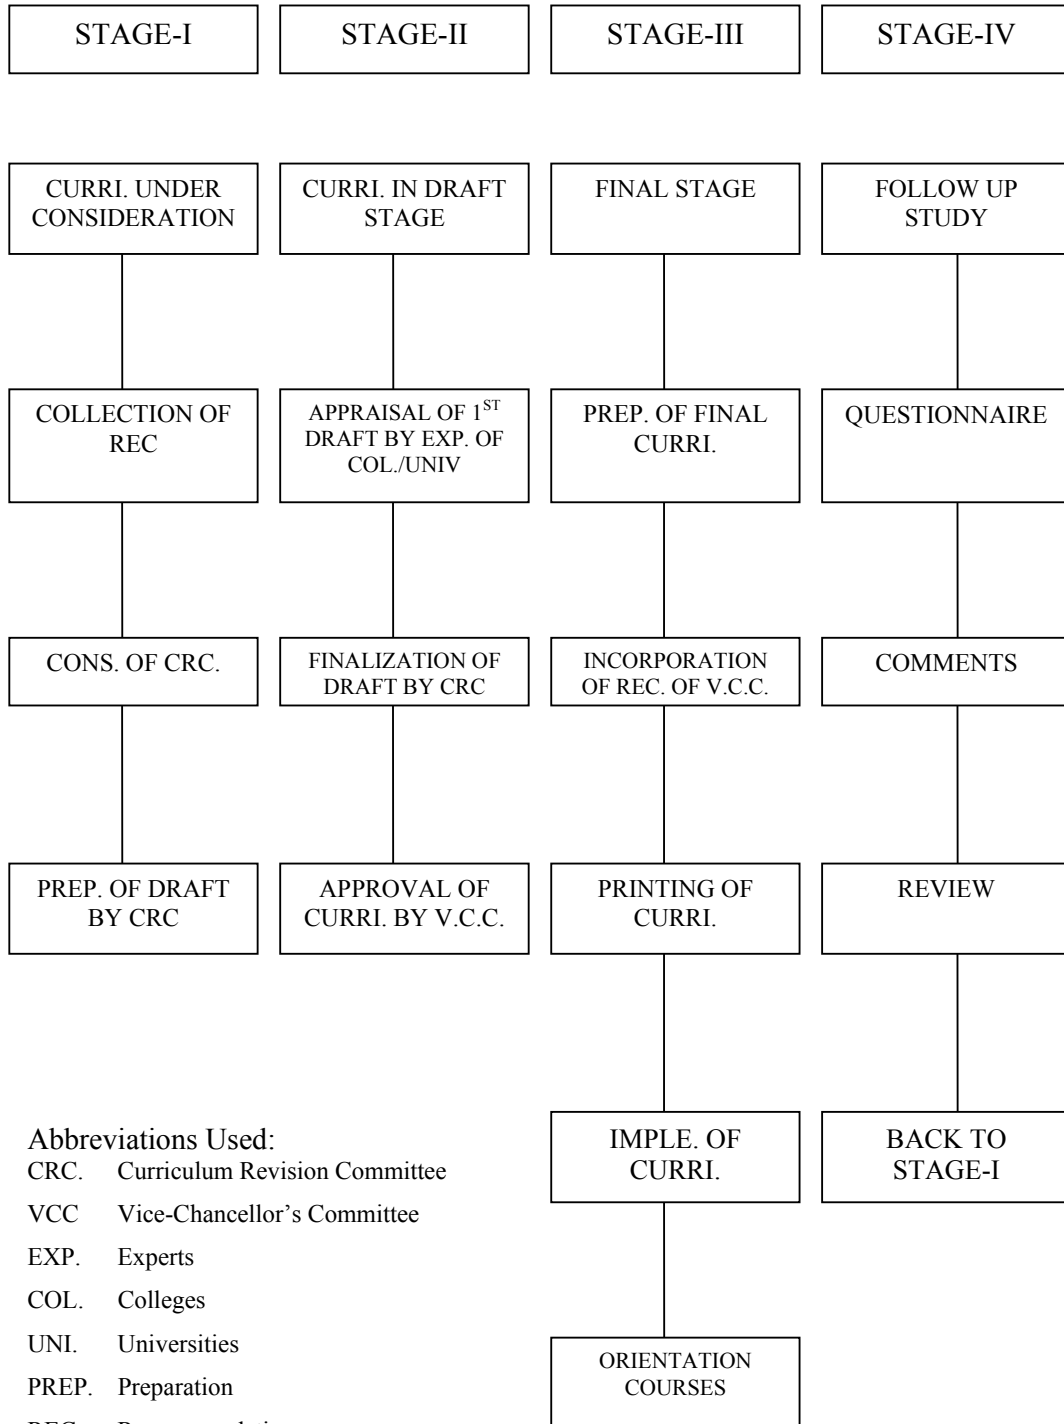 STAGE-I
STAGE-II
STAGE-III
STAGE-IV
CURRI. UNDER
CONSIDERATION
CURRI. IN DRAFT
STAGE
FINAL STAGE
FOLLOW UP
STUDY
COLLECTION OF
REC
APPRAISAL OF 1ST
DRAFT BY EXP. OF
COL./UNIV
PREP. OF FINAL
CURRI.
QUESTIONNAIRE
CONS. OF CRC.
FINALIZATION OF
DRAFT BY CRC
INCORPORATION
OF REC. OF V.C.C.
COMMENTS
PREP. OF DRAFT
BY CRC
APPROVAL OF
CURRI. BY V.C.C.
PRINTING OF
CURRI.
REVIEW
IMPLE. OF
CURRI.
BACK TO
STAGE-I
ORIENTATION
COURSES
Abbreviations Used:
CRC. Curriculum Revision Committee
VCC Vice-Chancellor's Committee
EXP. Experts
COL. Colleges
UNI. Universities
PREP. Preparation